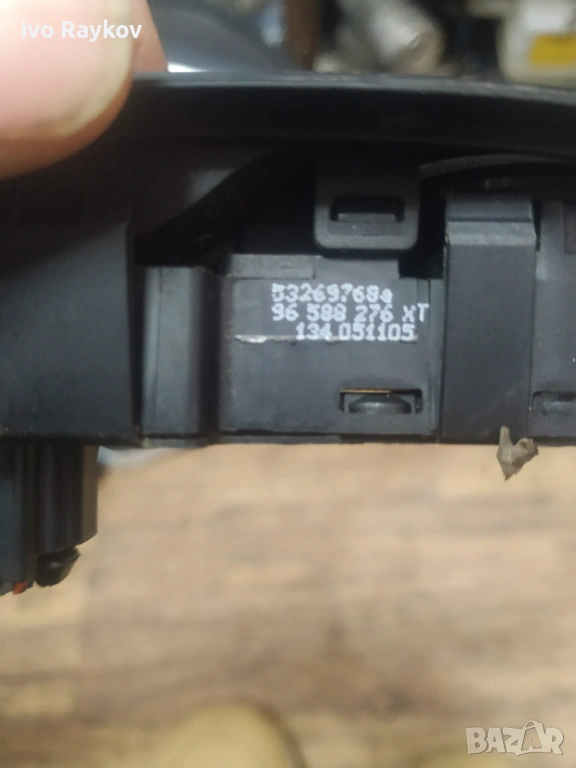 Ivo Raykov
53269768a
96 588 276 XT
134.051105
BAZAR